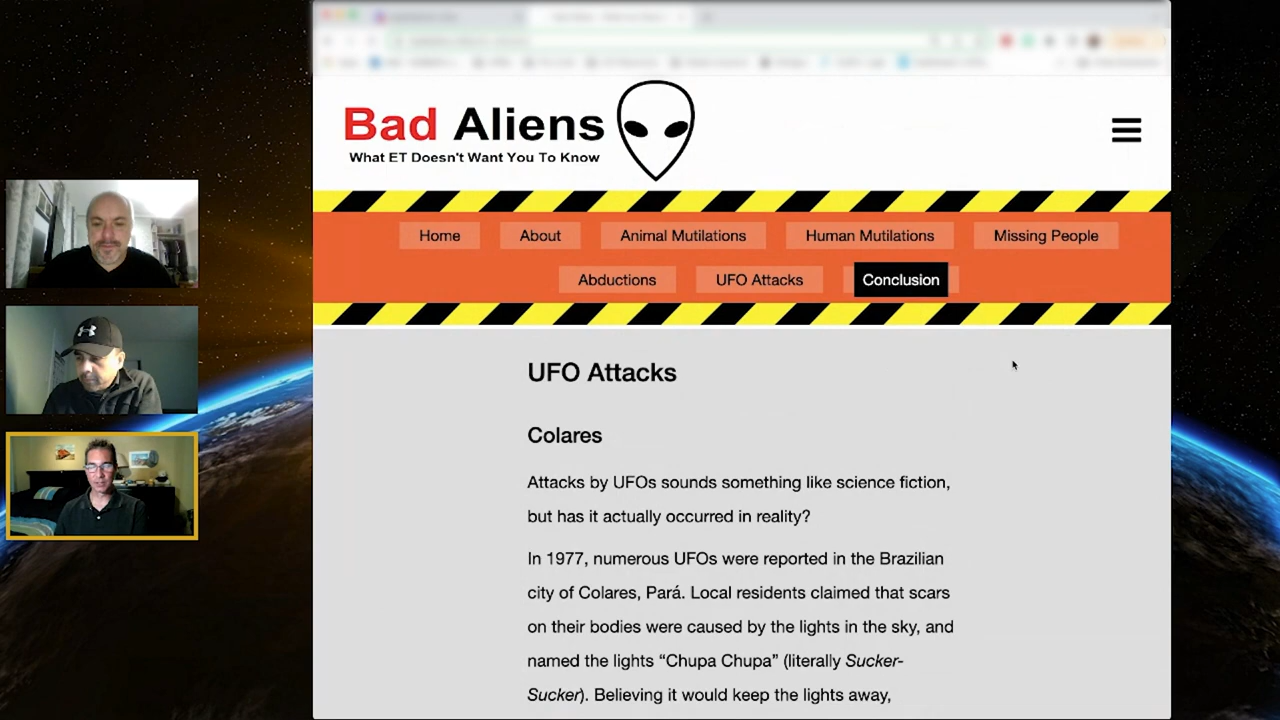 Bad Aliens
What ET Doesn't Want You To Know
Home About Animal Mutilations Human Mutilations Missing People
Abductions UFO Attacks Conclusion
UFO Attacks
Colares
Attacks by UFOs sounds something like science fiction,
but has it actually occurred in reality?
In 1977, numerous UFOs were reported in the Brazilian
city of Colares, Pará. Local residents claimed that scars
on their bodies were caused by the lights in the sky, and
named the lights “Chupa Chupa” (literally Sucker-
Sucker). Believing it would keep the lights away,